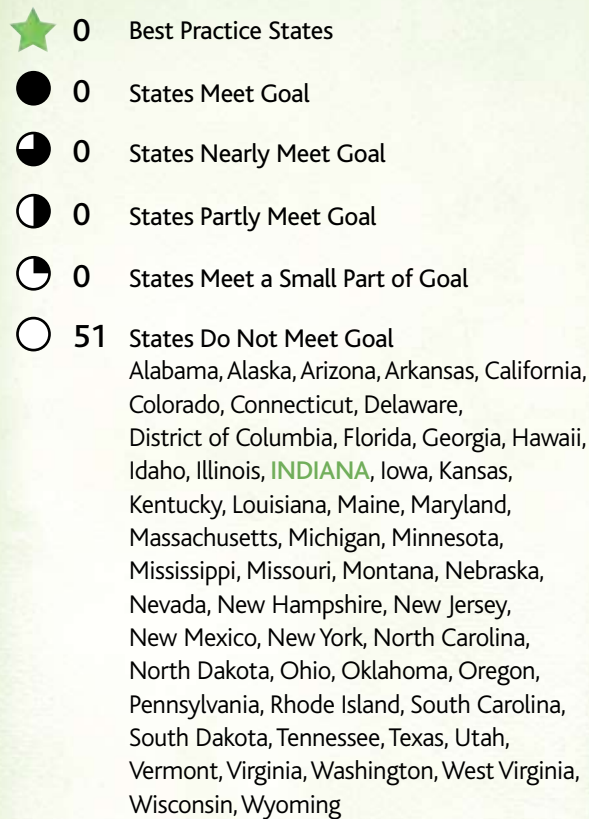 0 Best Practice States
0 States Meet Goal
0 States Nearly Meet Goal
0 States Partly Meet Goal
0 States Meet a Small Part of Goal
51 States Do Not Meet Goal
Alabama, Alaska, Arizona, Arkansas, California,
Colorado, Connecticut, Delaware,
District of Columbia, Florida, Georgia, Hawaii,
Idaho, Illinois, INDIANA, Iowa, Kansas,
Kentucky, Louisiana, Maine, Maryland,
Massachusetts, Michigan, Minnesota,
Mississippi, Missouri, Montana, Nebraska,
Nevada, New Hampshire, New Jersey,
New Mexico, New York, North Carolina,
North Dakota, Ohio, Oklahoma, Oregon,
Pennsylvania, Rhode Island, South Carolina,
South Dakota, Tennessee, Texas, Utah,
Vermont, Virginia, Washington, West Virginia,
Wisconsin, Wyoming